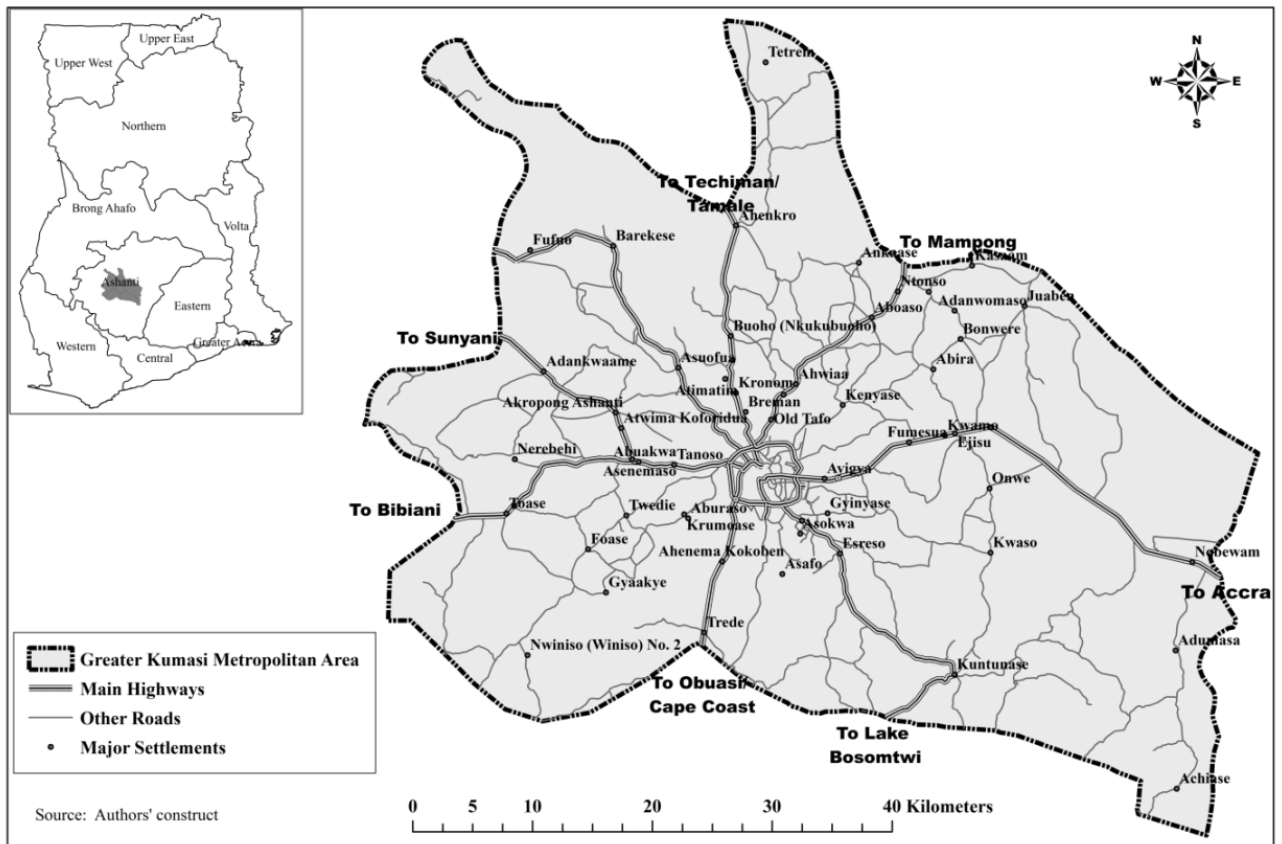 Upper East
Upper West
Northern
Brong Ahafo
Volta
Ashanti
Eastern
Western
Central
Greater Accra
N
W
E
S
Tetrem
To Techiman/
Tamale
Ahenkro
Fufuo
Barekese
To Mampong
Ankaase
Kasaam
Ntonso
Adanwomaso
Juaben
Aboaso
Bonwere
Buoho (Nkukubuoho)
To Sunyani
Adankwaame
Asuofua
Abira
Atimatim
Kronom
Ahwiaa
Kenyase
Akropong Ashanti
Breman
Atwima Koforidua
Old Tafo
Fumesua
Kwamo
Ejisu
Nerebehi
Abuakwa
Tanoso
Asenemaso
Ayigya
Onwe
To Bibiani
Toase
Twedie
Aburaso
Krumoase
Gyinyase
Asokwa
Foase
Ahenema Kokoben
Esreso
Kwaso
Asafo
Nobewam
Gyaakye
To Accra
Trede
Adumasa
Nwiniso (Winiso) No. 2
Kuntunase
To Obuasi/
Cape Coast
To Lake
Bosomtwi
Achiase
Greater Kumasi Metropolitan Area
Main Highways
Other Roads
Major Settlements
Source: Authors' construct
0 5 10 20 30 40 Kilometers